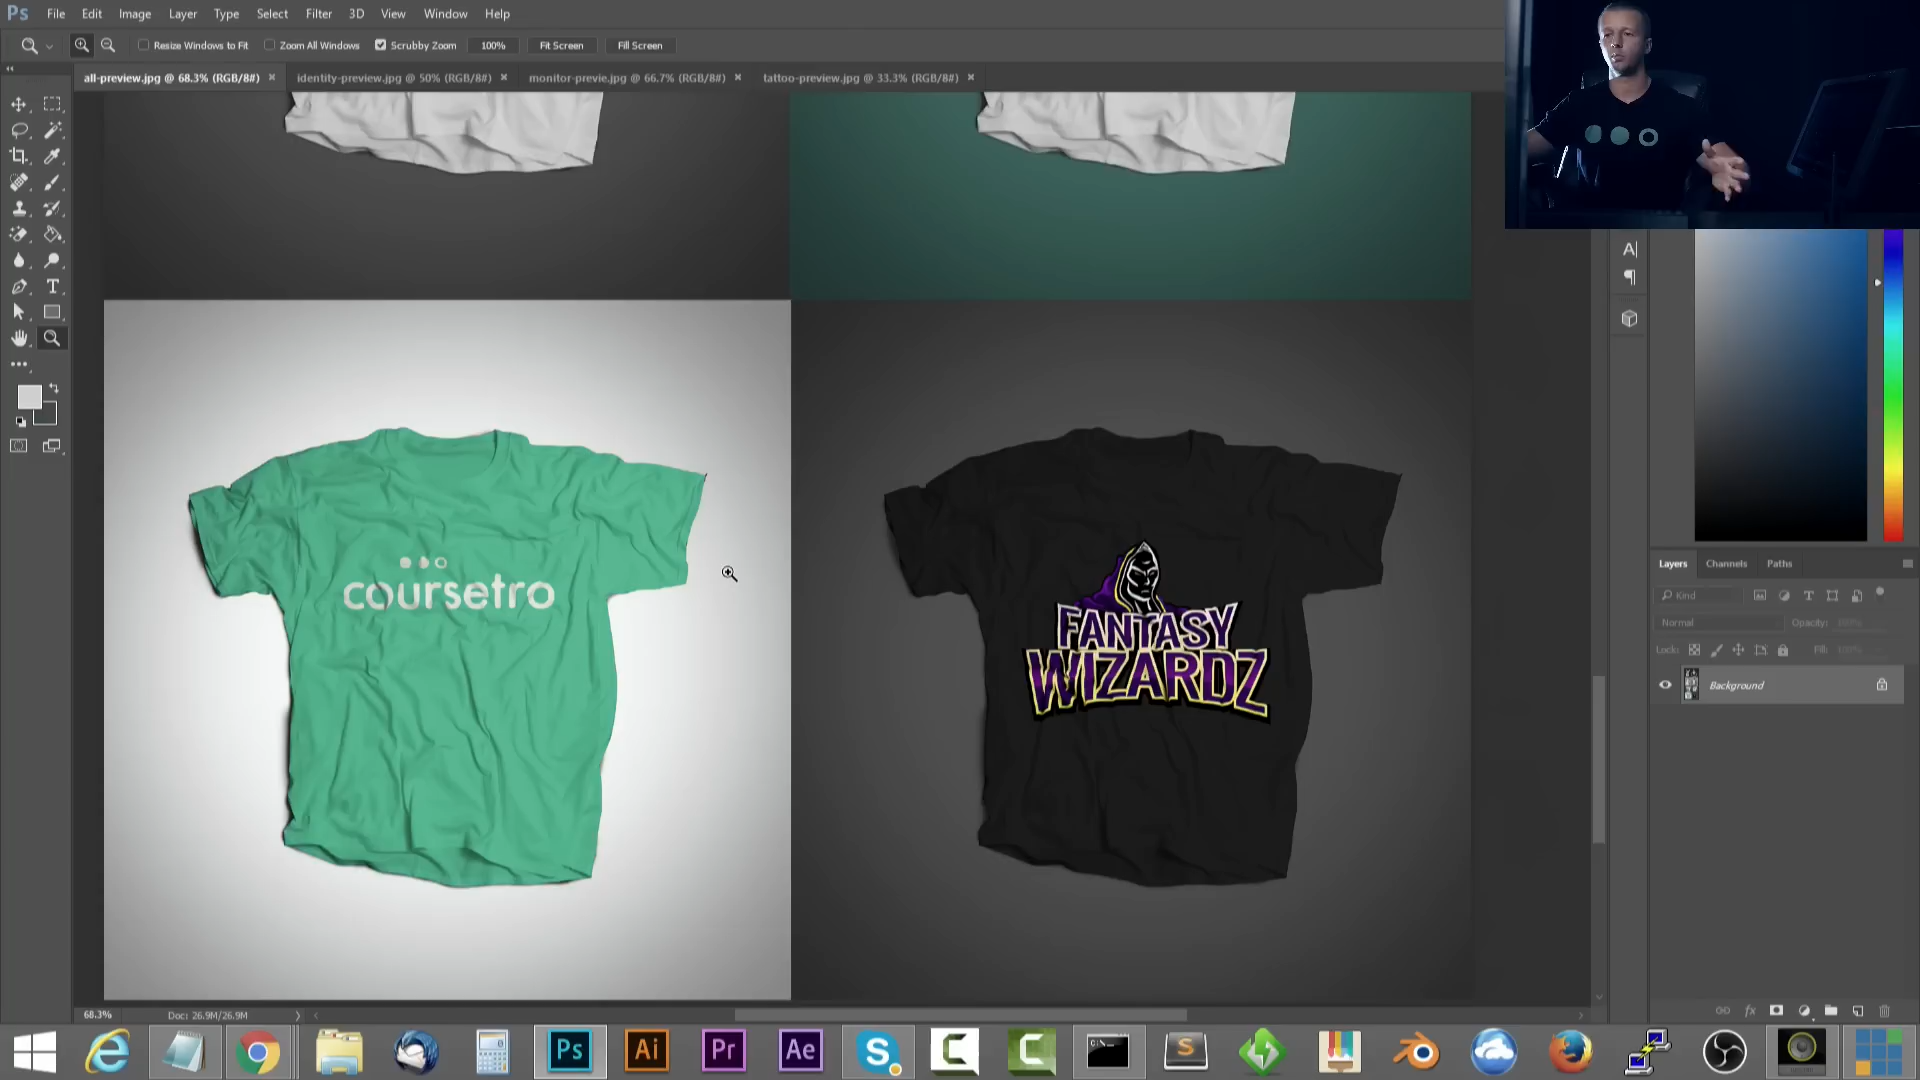 Ps File Edit Image Layer Type Select Filter 3D View Window Help
Resize Windows to Fit Zoom All Windows Scrubby Zoom 100% Fit Screen Fill Screen
all-preview.jpg @ 68.3% (RGB/8#) × identity-preview.jpg @ 50% (RGB/8#) × monitor-previe.jpg @ 66.7% (RGB/8#) × tattoo-preview.jpg @ 33.3% (RGB/8#) ×
coursetro
FANTASY
WIZARDZ
Layers Channels Paths
Kind
Normal Opacity:
Lock: Fill: 100%
Background
68.3% Doc: 26.9M/26.9M
Ps Ai Pr Ae S C C C:\_ S